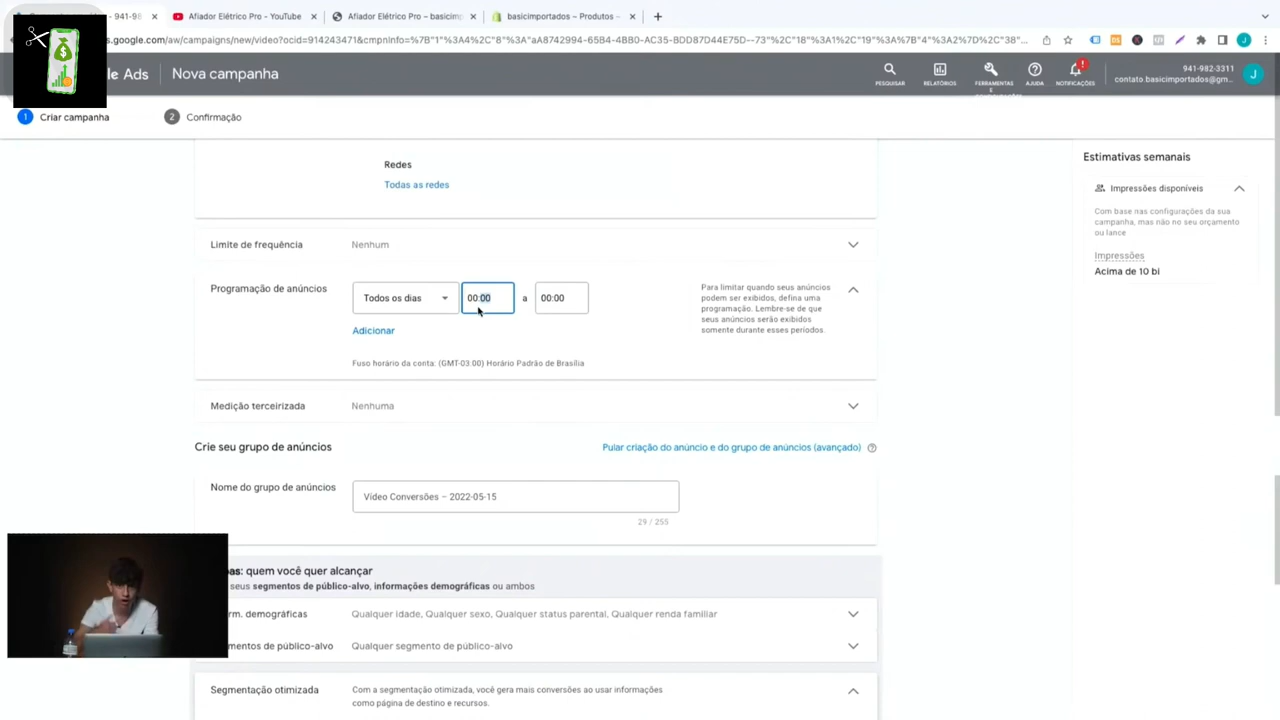 - 941-98
Afiador Elétrico Pro - YouTube
Afiador Elétrico Pro – basicimp
basicimportados – Produtos –
s.google.com/aw/campaigns/new/video?ocid=914243471&cmpnInfo=%7B"1"%3A4%2C"8"%3A"aA8742994-65B4-4BB0-AC35-BDD87D44E75D--73"%2C"18"%3A1%2C"19"%3A%7B"4"%3A2%7D%2C"38"...
le Ads
Nova campanha
PESQUISAR
RELATÓRIOS
FERRAMENTAS
E
AJUDA
NOTIFICAÇÕES
941-982-3311
contato.basicimportados@gm...
J
1 Criar campanha
2 Confirmação
Redes
Todas as redes
Estimativas semanais
Impressões disponíveis
Com base nas configurações da sua
campanha, mas não no seu orçamento
ou lance
Impressões
Acima de 10 bi
Limite de frequência
Nenhum
Programação de anúncios
Todos os dias
00:00
a
00:00
Adicionar
Fuso horário da conta: (GMT-03:00) Horário Padrão de Brasília
Para limitar quando seus anúncios
podem ser exibidos, defina uma
programação. Lembre-se de que
seus anúncios serão exibidos
somente durante esses períodos.
Medição terceirizada
Nenhuma
Crie seu grupo de anúncios
Pular criação do anúncio e do grupo de anúncios (avançado)
Nome do grupo de anúncios
Vídeo Conversões – 2022-05-15
29 / 255
as: quem você quer alcançar
seus segmentos de público-alvo, informações demográficas ou ambos
rm. demográficas
Qualquer idade, Qualquer sexo, Qualquer status parental, Qualquer renda familiar
mentos de público-alvo
Qualquer segmento de público-alvo
Segmentação otimizada
Com a segmentação otimizada, você gera mais conversões ao usar informações
como página de destino e recursos.